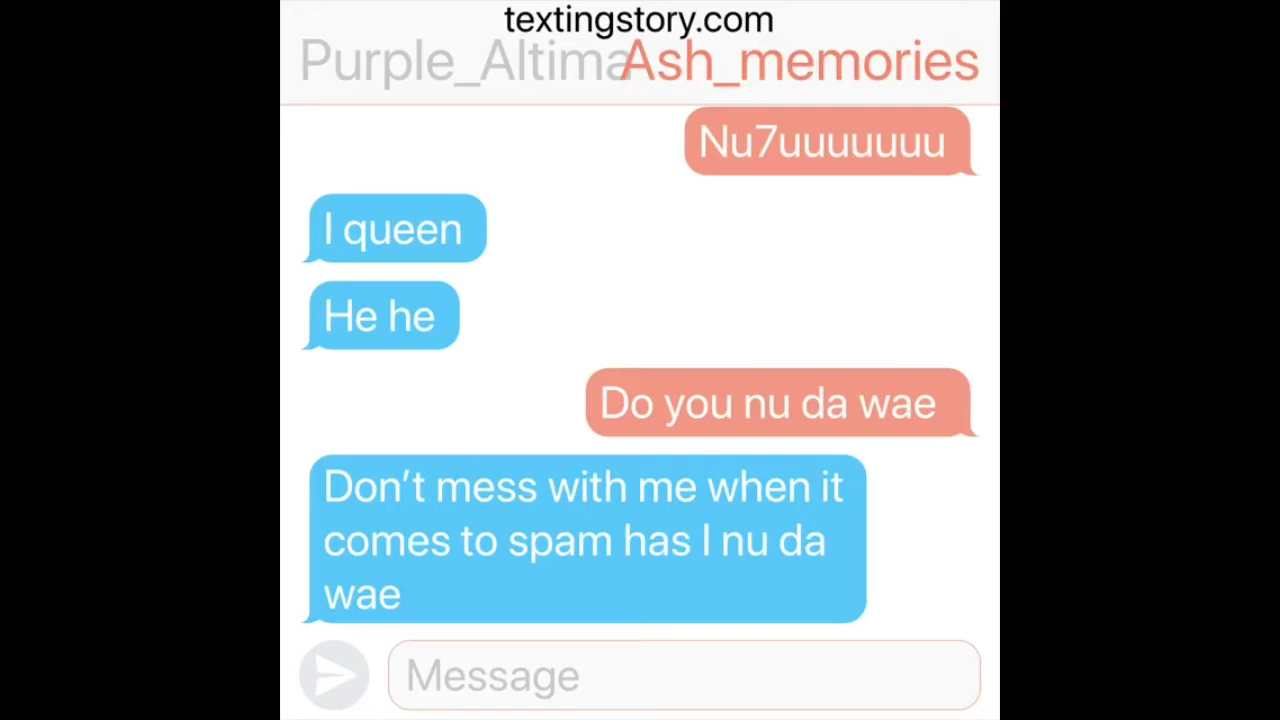 textingstory.com
Purple_Altima Ash_memories
Nu7uuuuuuu
I queen
He he
Do you nu da wae
Don’t mess with me when it
comes to spam has I nu da
wae
Message